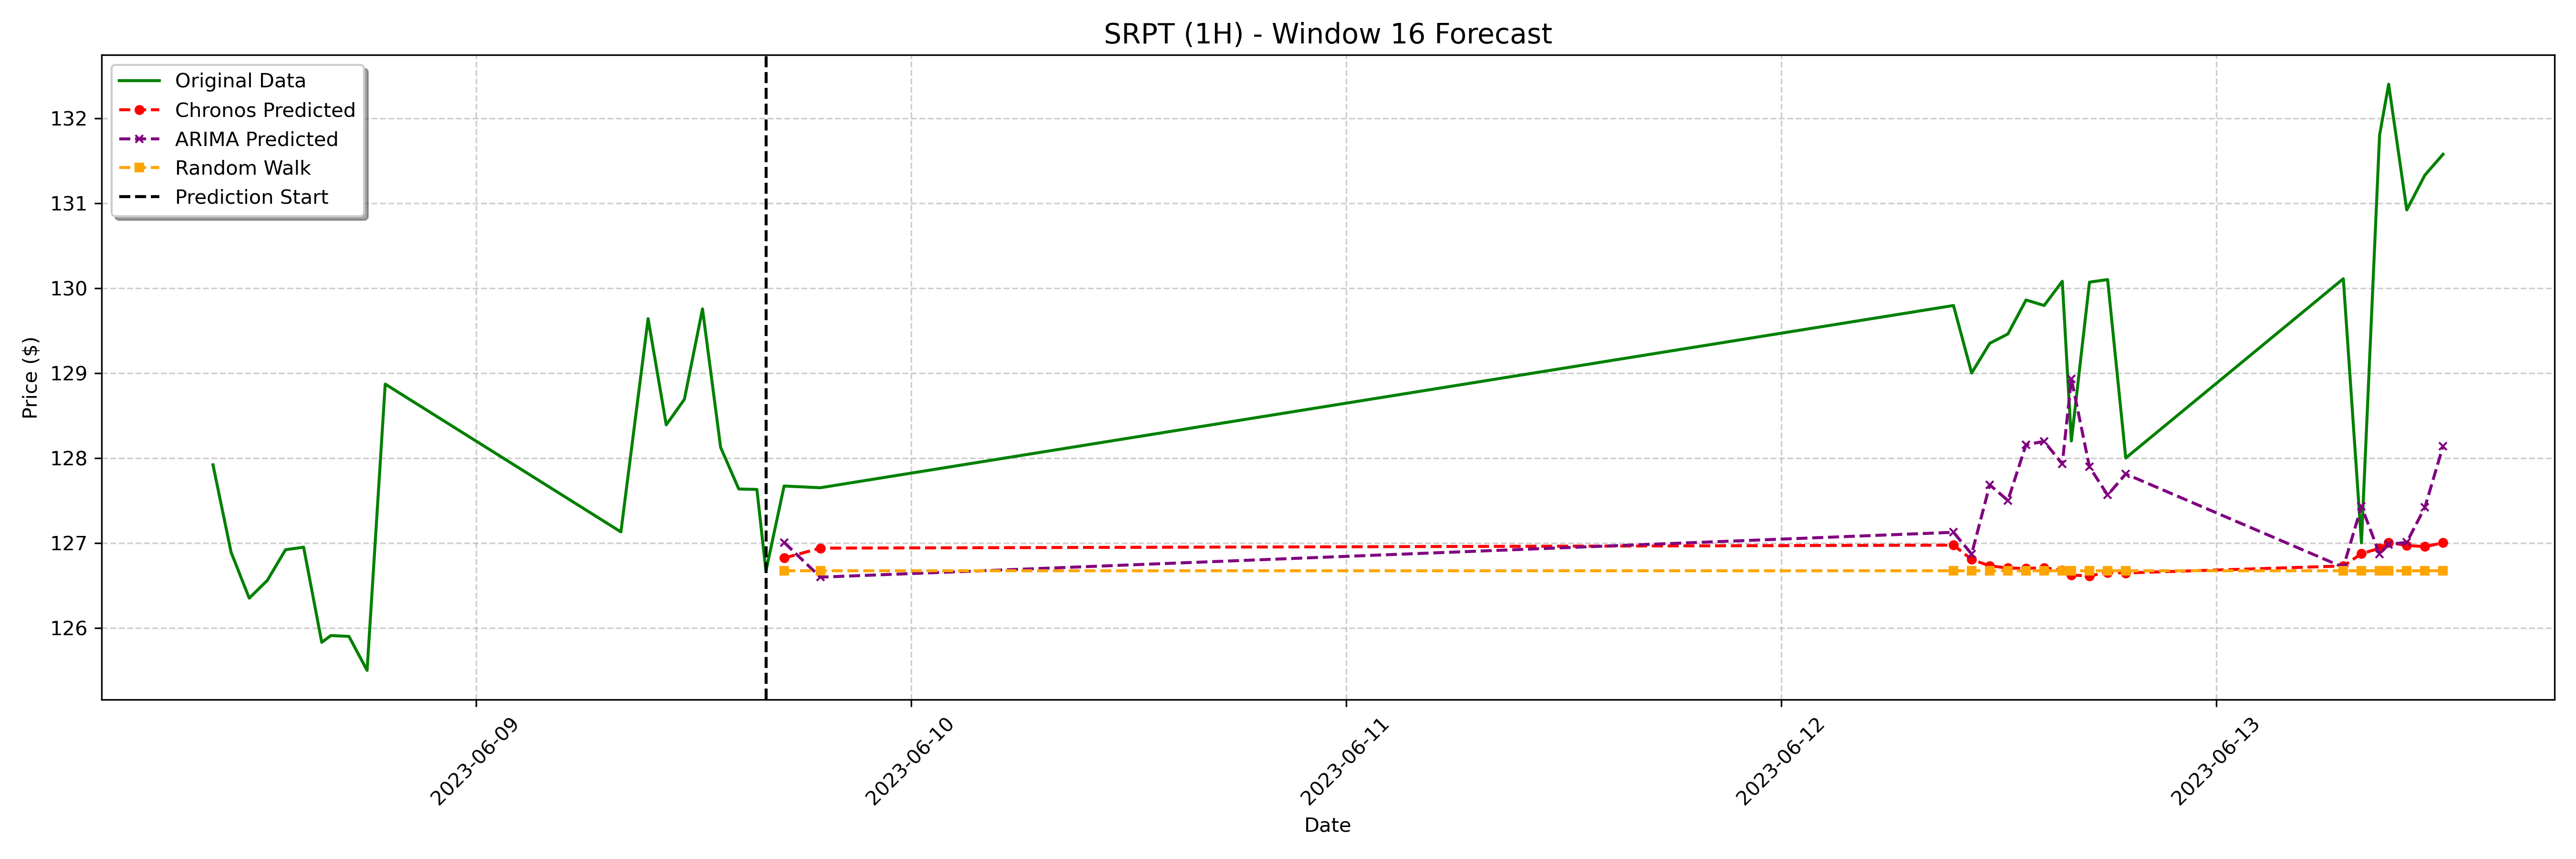 SRPT (1H) - Window 16 Forecast
Original Data
Chronos Predicted
ARIMA Predicted
Random Walk
Prediction Start
Price ($)
132
131
130
129
128
127
126
2023-06-09
2023-06-10
2023-06-11
2023-06-12
2023-06-13
Date